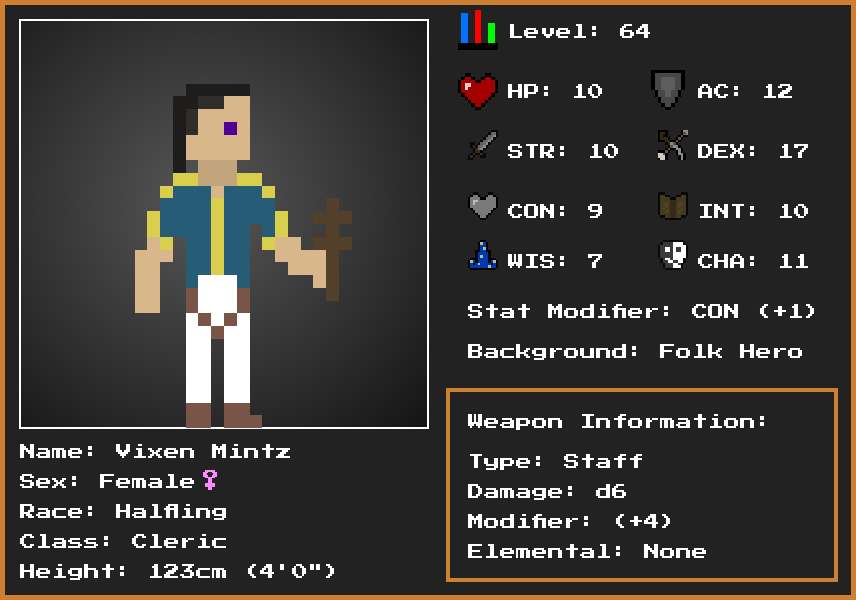 Level: 64
HP: 10
AC: 12
STR: 10
DEX: 17
CON: 9
INT: 10
WIS: 7
CHA: 11
Stat Modifier: CON (+1)
Background: Folk Hero
Weapon Information:
Type: Staff
Damage: d6
Modifier: (+4)
Elemental: None
Name: Vixen Mintz
Sex: Female♀
Race: Halfling
Class: Cleric
Height: 123cm (4'0")